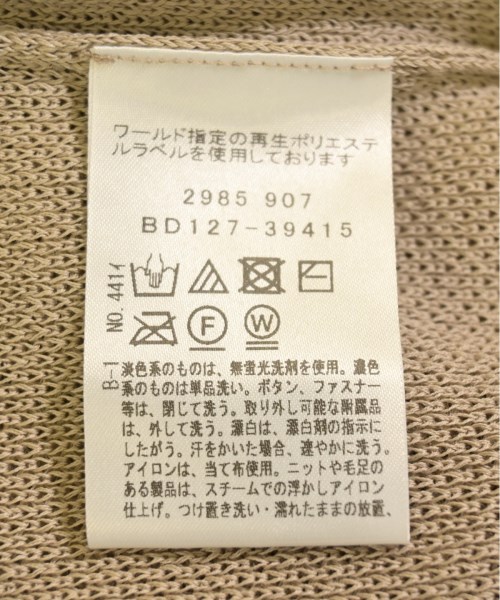 ワールド指定の再生ポリエステ
ルラベルを使用しております
2985 907
BD127-39415
NO. 441イ
F W
B-1
淡色系のものは、無蛍光洗剤を使用。濃色
系のものは単品洗い。ボタン、ファスナー
等は、閉じて洗う。取り外し可能な附属品
は、外して洗う。漂白は、漂白剤の指示に
したがう。汗をかいた場合、速やかに洗う。
アイロンは、当て布使用。ニットや毛足の
ある製品は、スチームでの浮かしアイロン
仕上げ。つけ置き洗い・濡れたままの放置、